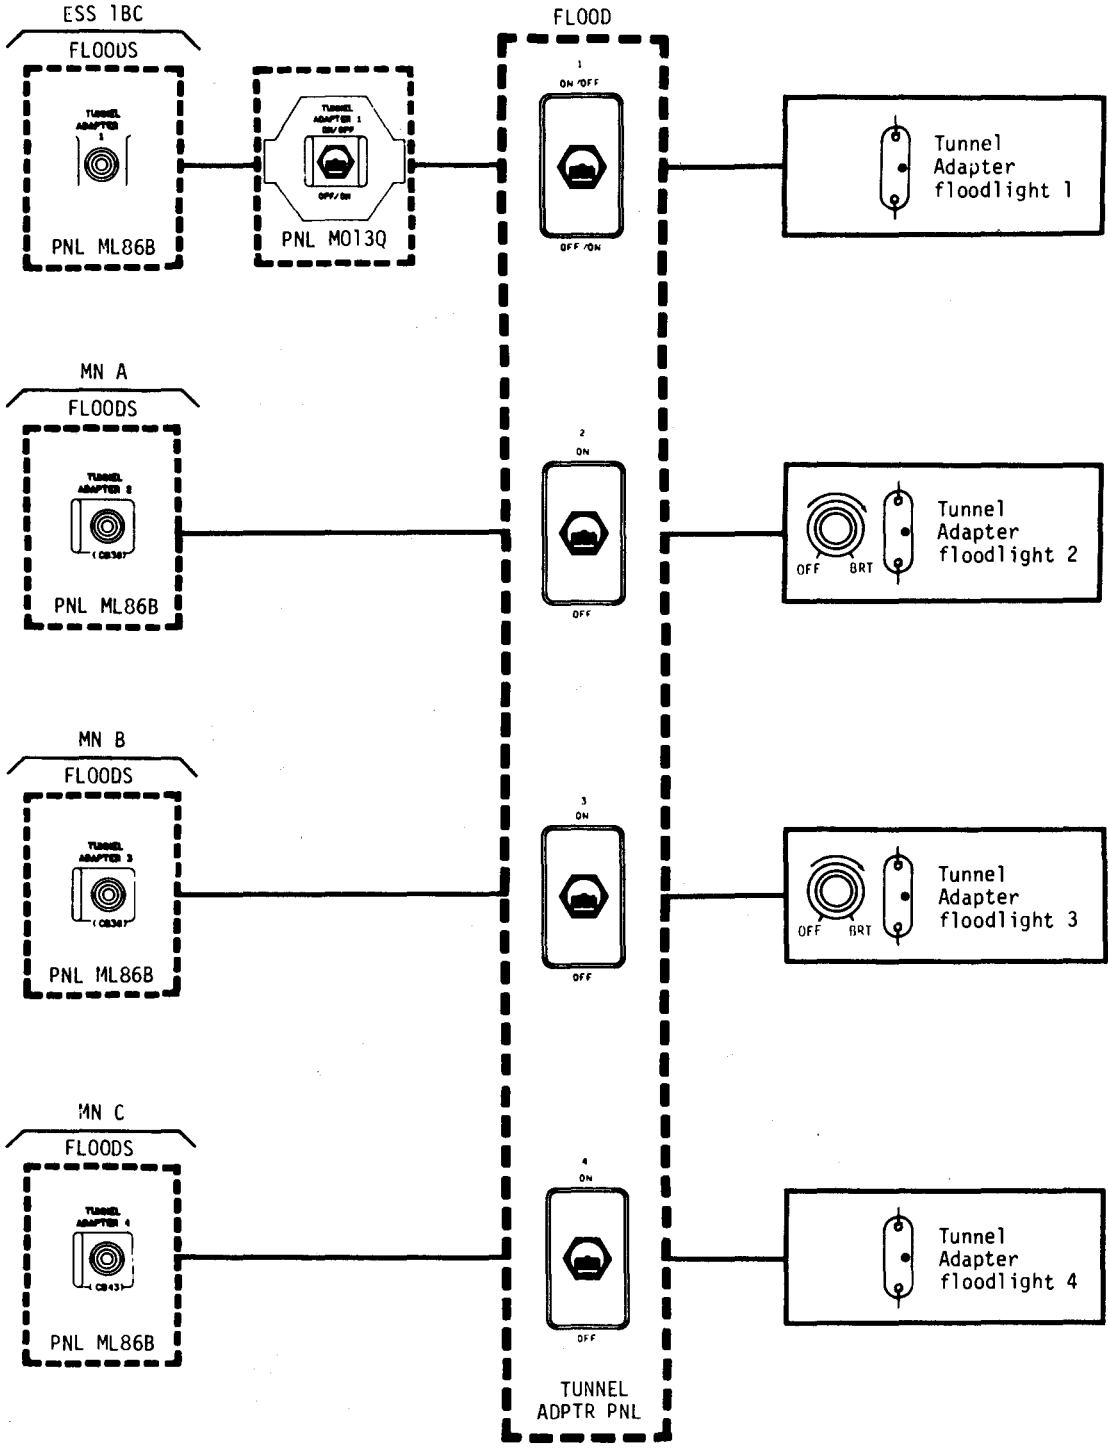 ESS 1BC
FLOODS
TUNNEL
ADAPTER
1
PNL ML86B
TUNNEL
ADAPTER 1
ON/OFF
OFF/ON
PNL MO13Q
FLOOD
1
ON/OFF
OFF/ON
Tunnel
Adapter
floodlight 1
MN A
FLOODS
TUNNEL
ADAPTER 2
PNL ML86B
2
ON
OFF
OFF BRT
Tunnel
Adapter
floodlight 2
MN B
FLOODS
TUNNEL
ADAPTER 3
PNL ML86B
3
ON
OFF
OFF BRT
Tunnel
Adapter
floodlight 3
MN C
FLOODS
TUNNEL
ADAPTER 4
(CB43)
PNL ML86B
4
ON
OFF
Tunnel
Adapter
floodlight 4
TUNNEL
ADPTR PNL